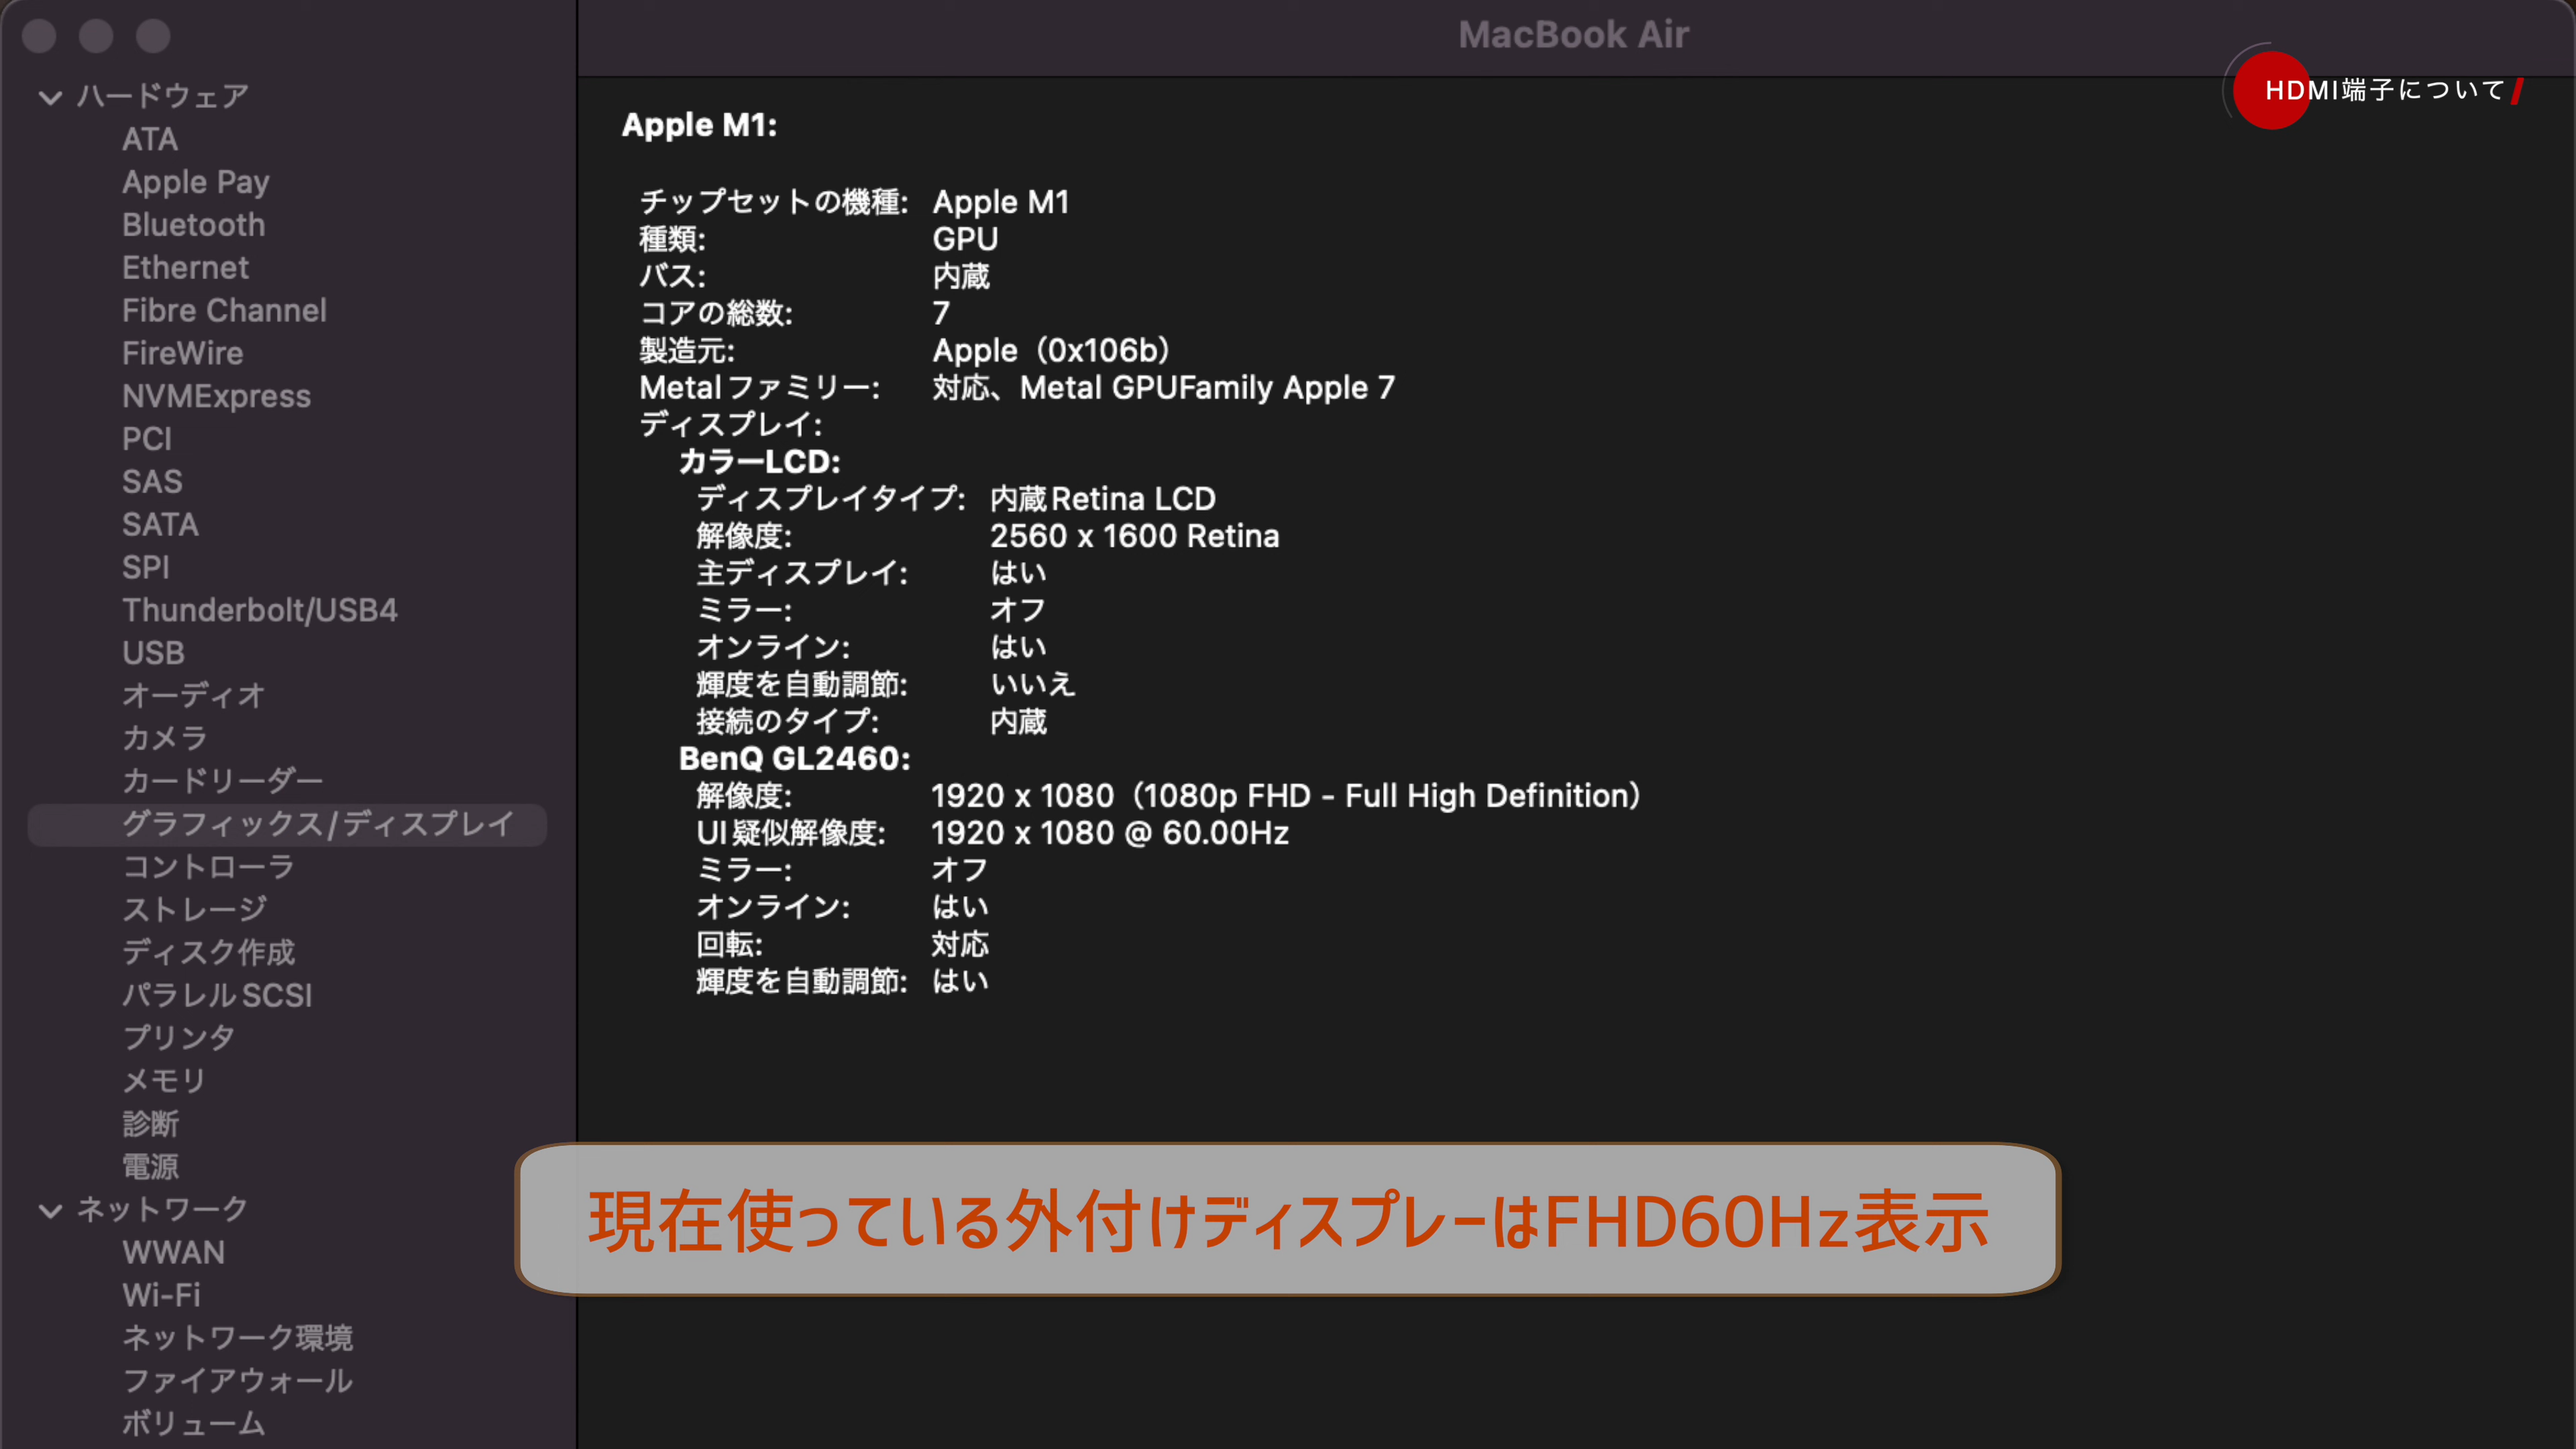 MacBook Air
HDMI端子について
ハードウェア
ATA
Apple Pay
Bluetooth
Ethernet
Fibre Channel
FireWire
NVMExpress
PCI
SAS
SATA
SPI
Thunderbolt/USB4
USB
オーディオ
カメラ
カードリーダー
グラフィックス/ディスプレイ
コントローラ
ストレージ
ディスク作成
パラレルSCSI
プリンタ
メモリ
診断
電源
ネットワーク
WWAN
Wi-Fi
ネットワーク環境
ファイアウォール
ボリューム
Apple M1:
チップセットの機種: Apple M1
種類: GPU
バス: 内蔵
コアの総数: 7
製造元: Apple（0x106b）
Metalファミリー: 対応、Metal GPUFamily Apple 7
ディスプレイ:
カラーLCD:
ディスプレイタイプ: 内蔵Retina LCD
解像度: 2560 x 1600 Retina
主ディスプレイ: はい
ミラー: オフ
オンライン: はい
輝度を自動調節: いいえ
接続のタイプ: 内蔵
BenQ GL2460:
解像度: 1920 x 1080（1080p FHD - Full High Definition）
UI疑似解像度: 1920 x 1080 @ 60.00Hz
ミラー: オフ
オンライン: はい
回転: 対応
輝度を自動調節: はい
現在使っている外付けディスプレーはFHD60Hz表示